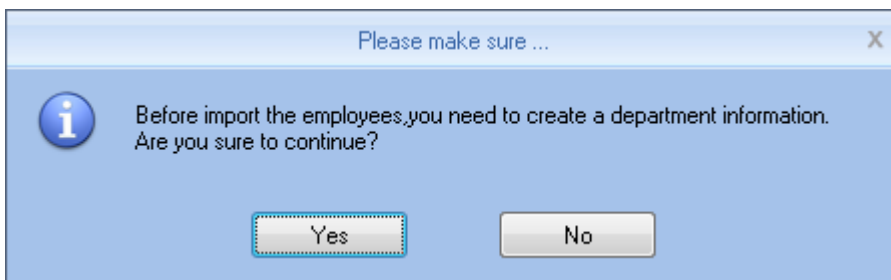 Please make sure ...
X
Before import the employees,you need to create a department information.
Are you sure to continue?
Yes
No